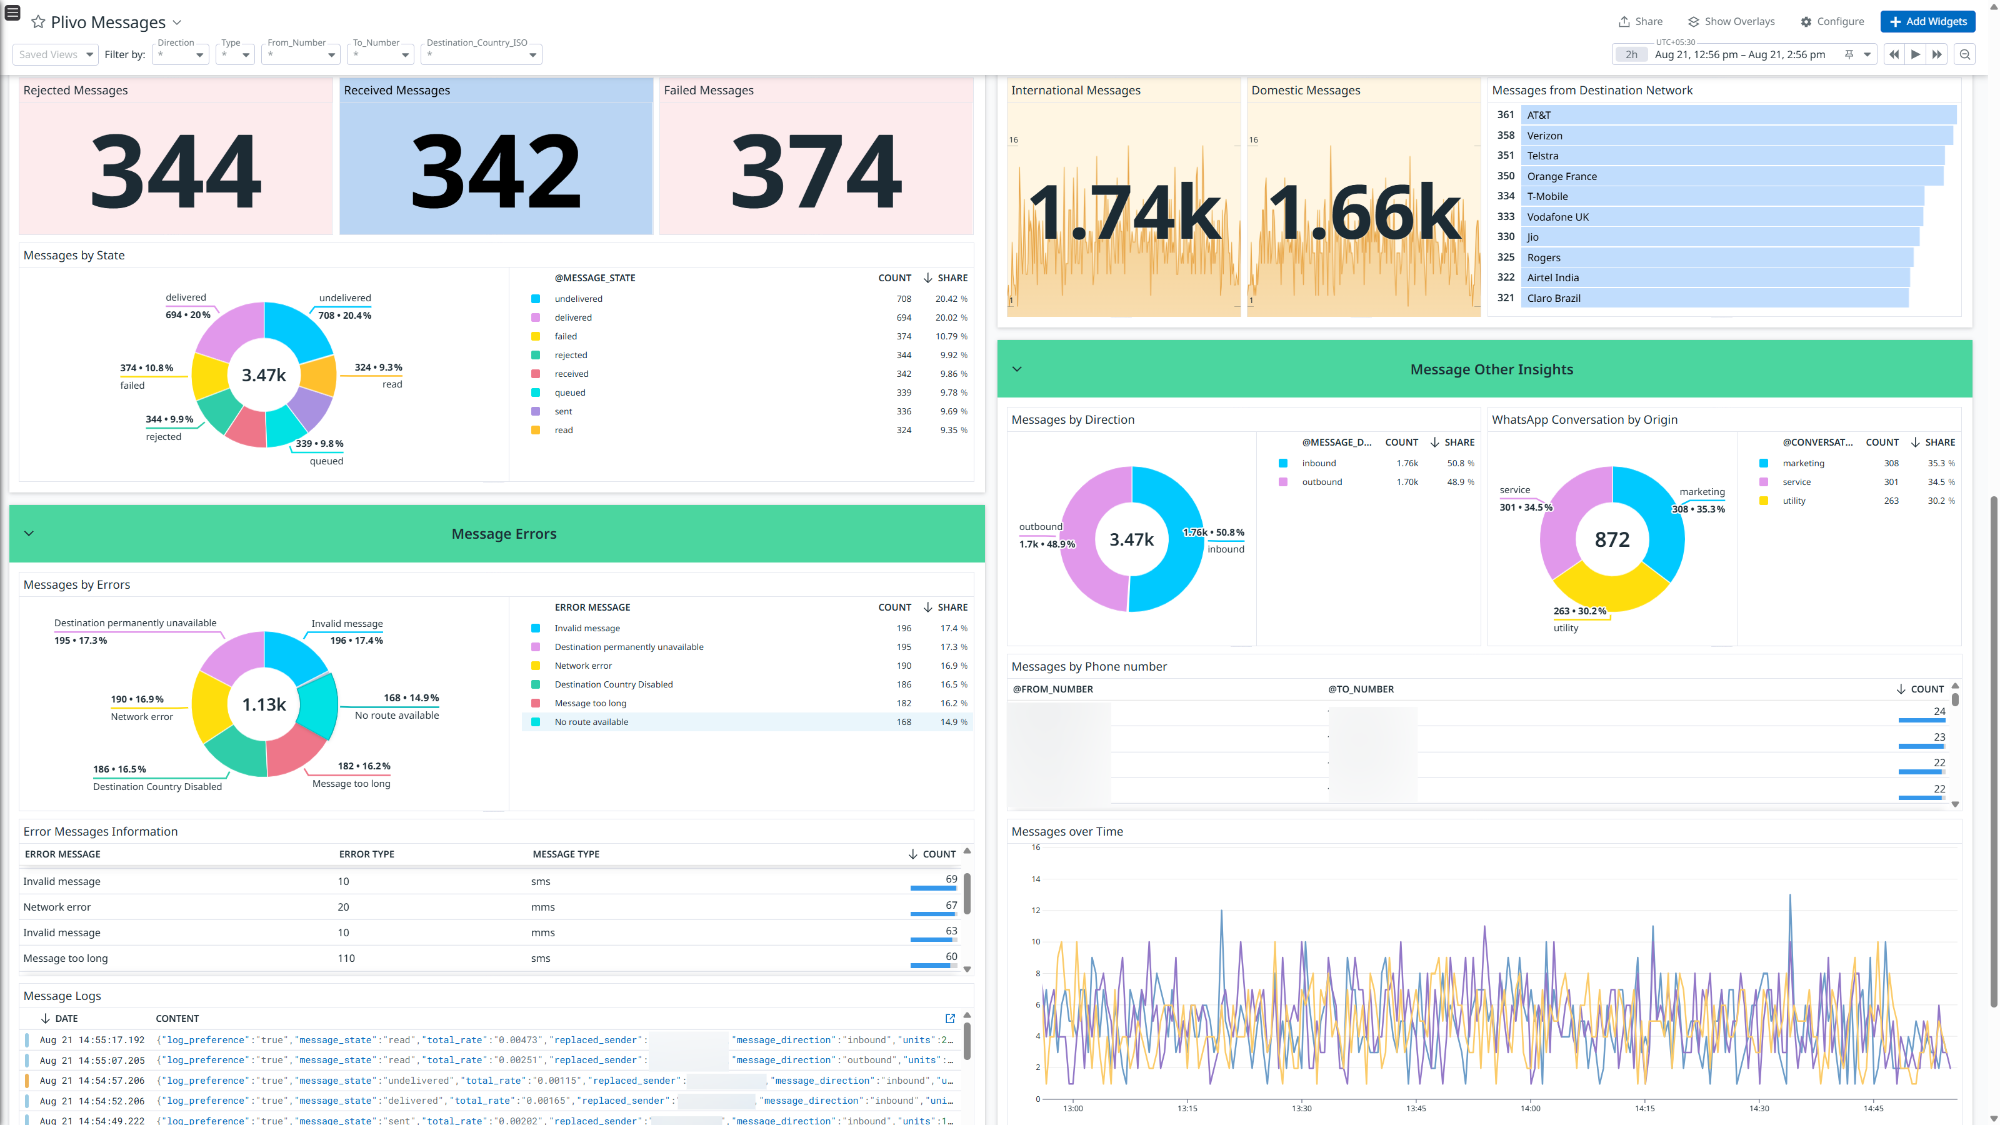 Plivo Messages
Share
Show Overlays
Configure
Add Widgets
Saved Views
Filter by:
Direction
*
Type
*
From_Number
*
To_Number
*
Destination_Country_ISO
*
UTC+05:30
2h
Aug 21, 12:56 pm – Aug 21, 2:56 pm
Rejected Messages
344
Received Messages
342
Failed Messages
374
Messages by State
delivered
694 • 20%
undelivered
708 • 20.4%
374 • 10.8%
failed
324 • 9.3%
read
344 • 9.9%
rejected
339 • 9.8%
queued
3.47k
@MESSAGE_STATE COUNT SHARE
undelivered 708 20.42 %
delivered 694 20.02 %
failed 374 10.79 %
rejected 344 9.92 %
received 342 9.86 %
queued 339 9.78 %
sent 336 9.69 %
read 324 9.35 %
Message Errors
Messages by Errors
Destination permanently unavailable
195 • 17.3%
Invalid message
196 • 17.4%
190 • 16.9%
Network error
168 • 14.9%
No route available
186 • 16.5%
Destination Country Disabled
182 • 16.2%
Message too long
1.13k
ERROR MESSAGE COUNT SHARE
Invalid message 196 17.4 %
Destination permanently unavailable 195 17.3 %
Network error 190 16.9 %
Destination Country Disabled 186 16.5 %
Message too long 182 16.2 %
No route available 168 14.9 %
Error Messages Information
ERROR MESSAGE ERROR TYPE MESSAGE TYPE COUNT
Invalid message 10 sms 69
Network error 20 mms 67
Invalid message 10 mms 63
Message too long 110 sms 60
Message Logs
DATE CONTENT
Aug 21 14:55:17.192 {"log_preference":"true","message_state":"read","total_rate":"0.00473","replaced_sender": "message_direction":"inbound","units":2…
Aug 21 14:55:07.205 {"log_preference":"true","message_state":"read","total_rate":"0.00251","replaced_sender": "message_direction":"outbound","units":…
Aug 21 14:54:57.206 {"log_preference":"true","message_state":"undelivered","total_rate":"0.00115","replaced_sender": ,"message_direction":"inbound","u…
Aug 21 14:54:52.206 {"log_preference":"true","message_state":"delivered","total_rate":"0.00165","replaced_sender": "message_direction":"inbound","uni…
Aug 21 14:54:49.222 {"log_preference":"true","message_state":"sent","total_rate":"0.00202","replaced_sender": ","message_direction":"inbound","units":1…
International Messages
16
1.74k
1
Domestic Messages
16
1.66k
1
Messages from Destination Network
361 AT&T
358 Verizon
351 Telstra
350 Orange France
334 T-Mobile
333 Vodafone UK
330 Jio
325 Rogers
322 Airtel India
321 Claro Brazil
Message Other Insights
Messages by Direction
outbound
1.7k • 48.9%
1.76k • 50.8%
inbound
3.47k
@MESSAGE_D... COUNT SHARE
inbound 1.76k 50.8 %
outbound 1.70k 48.9 %
WhatsApp Conversation by Origin
service
301 • 34.5%
marketing
308 • 35.3%
263 • 30.2%
utility
872
@CONVERSAT... COUNT SHARE
marketing 308 35.3 %
service 301 34.5 %
utility 263 30.2 %
Messages by Phone number
@FROM_NUMBER @TO_NUMBER COUNT
24
23
22
22
Messages over Time
16
14
12
10
8
6
4
2
0
13:00 13:15 13:30 13:45 14:00 14:15 14:30 14:45